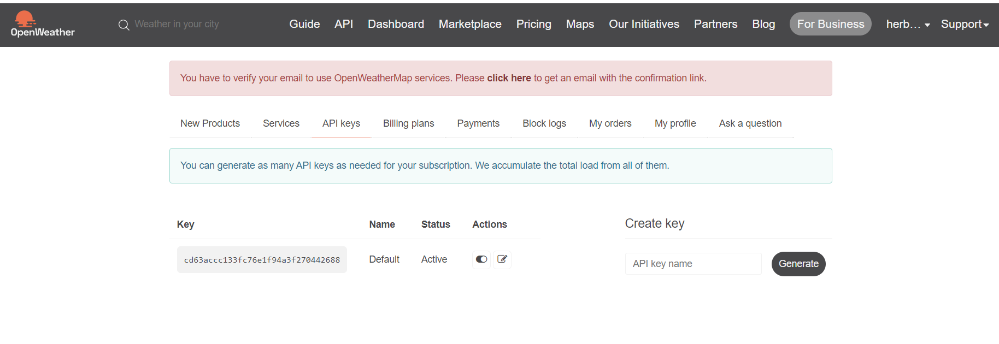 OpenWeather
Weather in your city
Guide API Dashboard Marketplace Pricing Maps Our Initiatives Partners Blog For Business herb... Support
You have to verify your email to use OpenWeatherMap services. Please click here to get an email with the confirmation link.
New Products Services API keys Billing plans Payments Block logs My orders My profile Ask a question
You can generate as many API keys as needed for your subscription. We accumulate the total load from all of them.
Key Name Status Actions
cd63accc133fc76e1f94a3f270442688 Default Active
Create key
API key name Generate